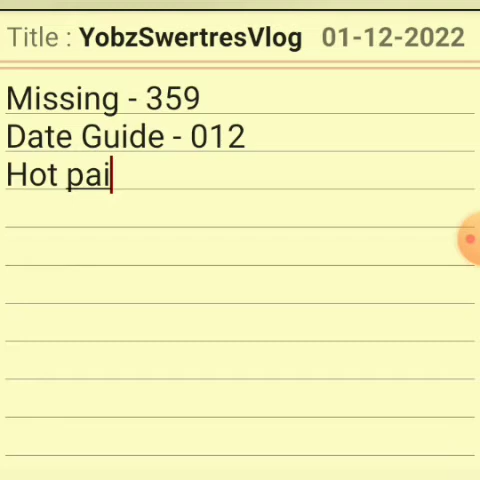 Title : YobzSwertresVlog 01-12-2022
Missing - 359
Date Guide - 012
Hot pai